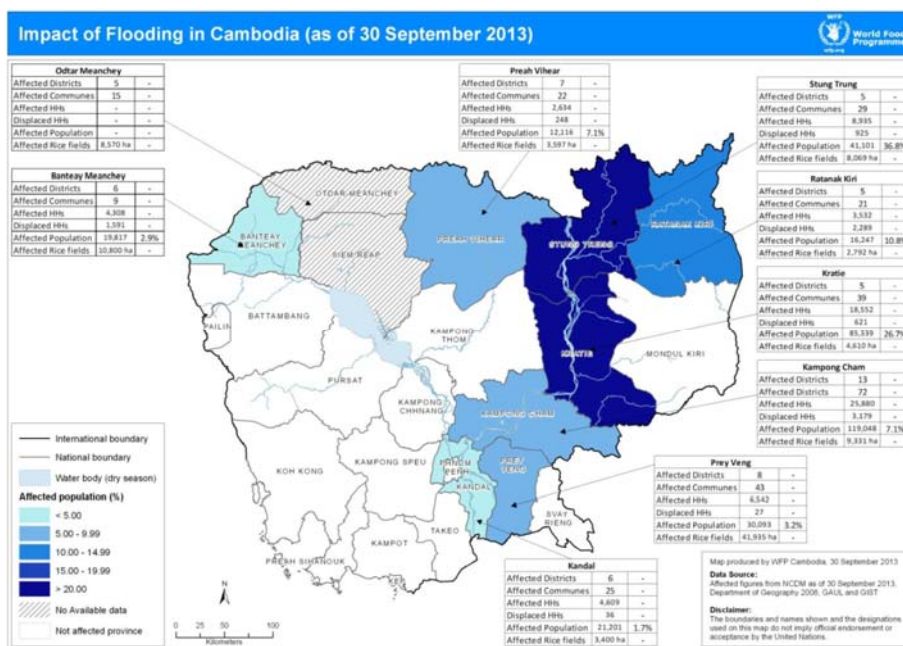 Impact of Flooding in Cambodia (as of 30 September 2013)
WFP
wfp.org
World Food
Programme
Odtar Meanchey
Affected Districts 5 -
Affected Communes 15 -
Affected HHs - -
Displaced HHs - -
Affected Population - -
Affected Rice fields 8,570 ha -
Banteay Meanchey
Affected Districts 6 -
Affected Communes 9 -
Affected HHs 4,308 -
Displaced HHs 1,591 -
Affected Population 19,817 2.9%
Affected Rice fields 10,800 ha -
Preah Vihear
Affected Districts 7 -
Affected Communes 22 -
Affected HHs 2,634 -
Displaced HHs 248 -
Affected Population 12,116 7.1%
Affected Rice fields 3,597 ha -
Stung Trung
Affected Districts 5 -
Affected Communes 29 -
Affected HHs 8,935 -
Displaced HHs 925 -
Affected Population 41,101 36.8%
Affected Rice fields 8,069 ha -
Ratanak Kiri
Affected Districts 5 -
Affected Communes 21 -
Affected HHs 3,532 -
Displaced HHs 2,289 -
Affected Population 16,247 10.8%
Affected Rice fields 2,792 ha -
Kratie
Affected Districts 5 -
Affected Communes 39 -
Affected HHs 18,552 -
Displaced HHs 621 -
Affected Population 85,339 26.7%
Affected Rice fields 4,610 ha -
Kampong Cham
Affected Districts 13 -
Affected Communes 72 -
Affected HHs 25,880 -
Displaced HHs 3,179 -
Affected Population 119,048 7.1%
Affected Rice fields 9,331 ha -
Prey Veng
Affected Districts 8 -
Affected Communes 43 -
Affected HHs 6,542 -
Displaced HHs 27 -
Affected Population 30,093 3.2%
Affected Rice fields 41,935 ha -
Kandal
Affected Districts 6 -
Affected Communes 25 -
Affected HHs 4,609 -
Displaced HHs 36 -
Affected Population 21,201 1.7%
Affected Rice fields 3,400 ha -
OTDAR MEANCHEY
BANTEAY
MEANCHEY
SIEM REAP
PREAH VIHEAR
STUNG TRENG
RATANAK KIRI
BATTAMBANG
PAILIN
KAMPONG
THOM
KRATIE
MONDUL KIRI
PURSAT
KAMPONG
CHHNANG
KAMPONG CHAM
KOH KONG
KAMPONG SPEU
PHNOM
PENH
KANDAL
PREY
VENG
SVAY
RIENG
TAKEO
KAMPOT
PREAH SIHANOUK
KEP
International boundary
National boundary
Water body (dry season)
Affected population (%)
< 5.00
5.00 - 9.99
10.00 - 14.99
15.00 - 19.99
> 20.00
No Available data
Not affected province
N
0 50 100
Kilometers
Map produced by WFP Cambodia, 30 September 2013
Data Source:
Affected figures from NCDM as of 30 September 2013,
Department of Geography 2008, GAUL and GIST
Disclaimer:
The boundaries and names shown and the designations
used on this map do not imply official endorsement or
acceptance by the United Nations.